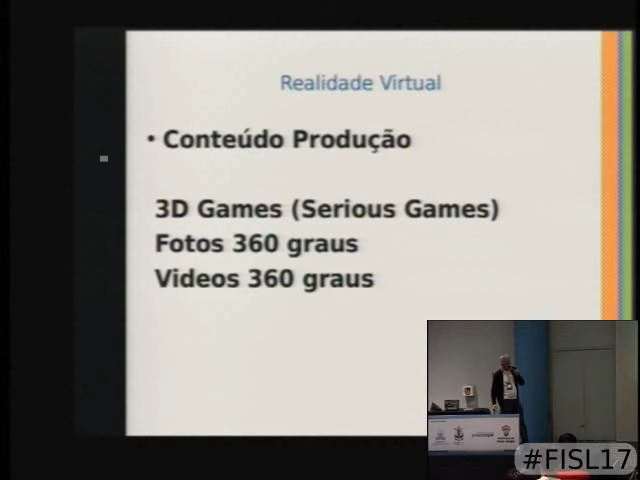 Realidade Virtual
• Conteúdo Produção
3D Games (Serious Games)
Fotos 360 graus
Videos 360 graus
#FISL17